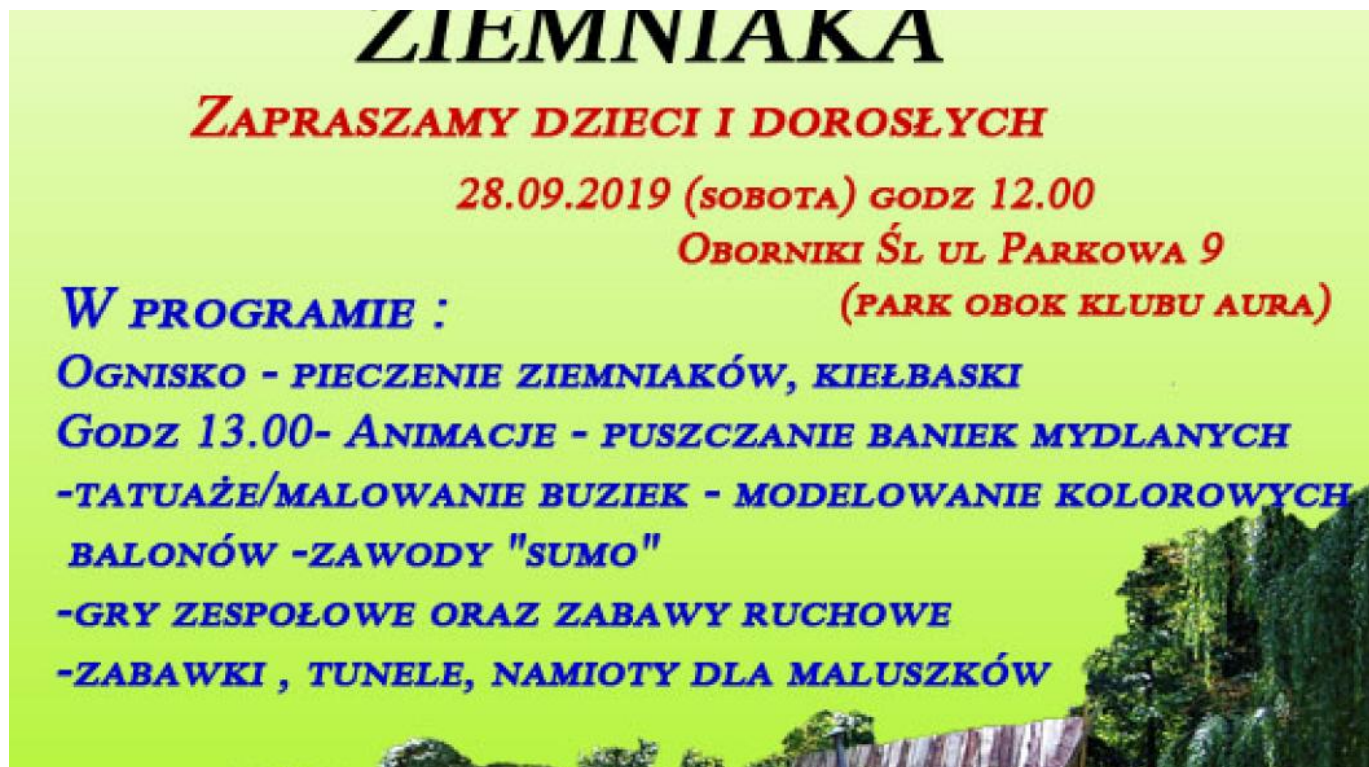 ZIEMNIAKA
ZAPRASZAMY DZIECI I DOROSŁYCH
28.09.2019 (SOBOTA) GODZ 12.00
OBORNIKI ŚL UL PARKOWA 9
(PARK OBOK KLUBU AURA)
W PROGRAMIE :
OGNISKO - PIECZENIE ZIEMNIAKÓW, KIEŁBASKI
GODZ 13.00- ANIMACJE - PUSZCZANIE BANIEK MYDLANYCH
-TATUAŻE/MALOWANIE BUZIEK - MODELOWANIE KOLOROWYCH
BALONÓW -ZAWODY "SUMO"
-GRY ZESPOŁOWE ORAZ ZABAWY RUCHOWE
-ZABAWKI , TUNELE, NAMIOTY DLA MALUSZKÓW